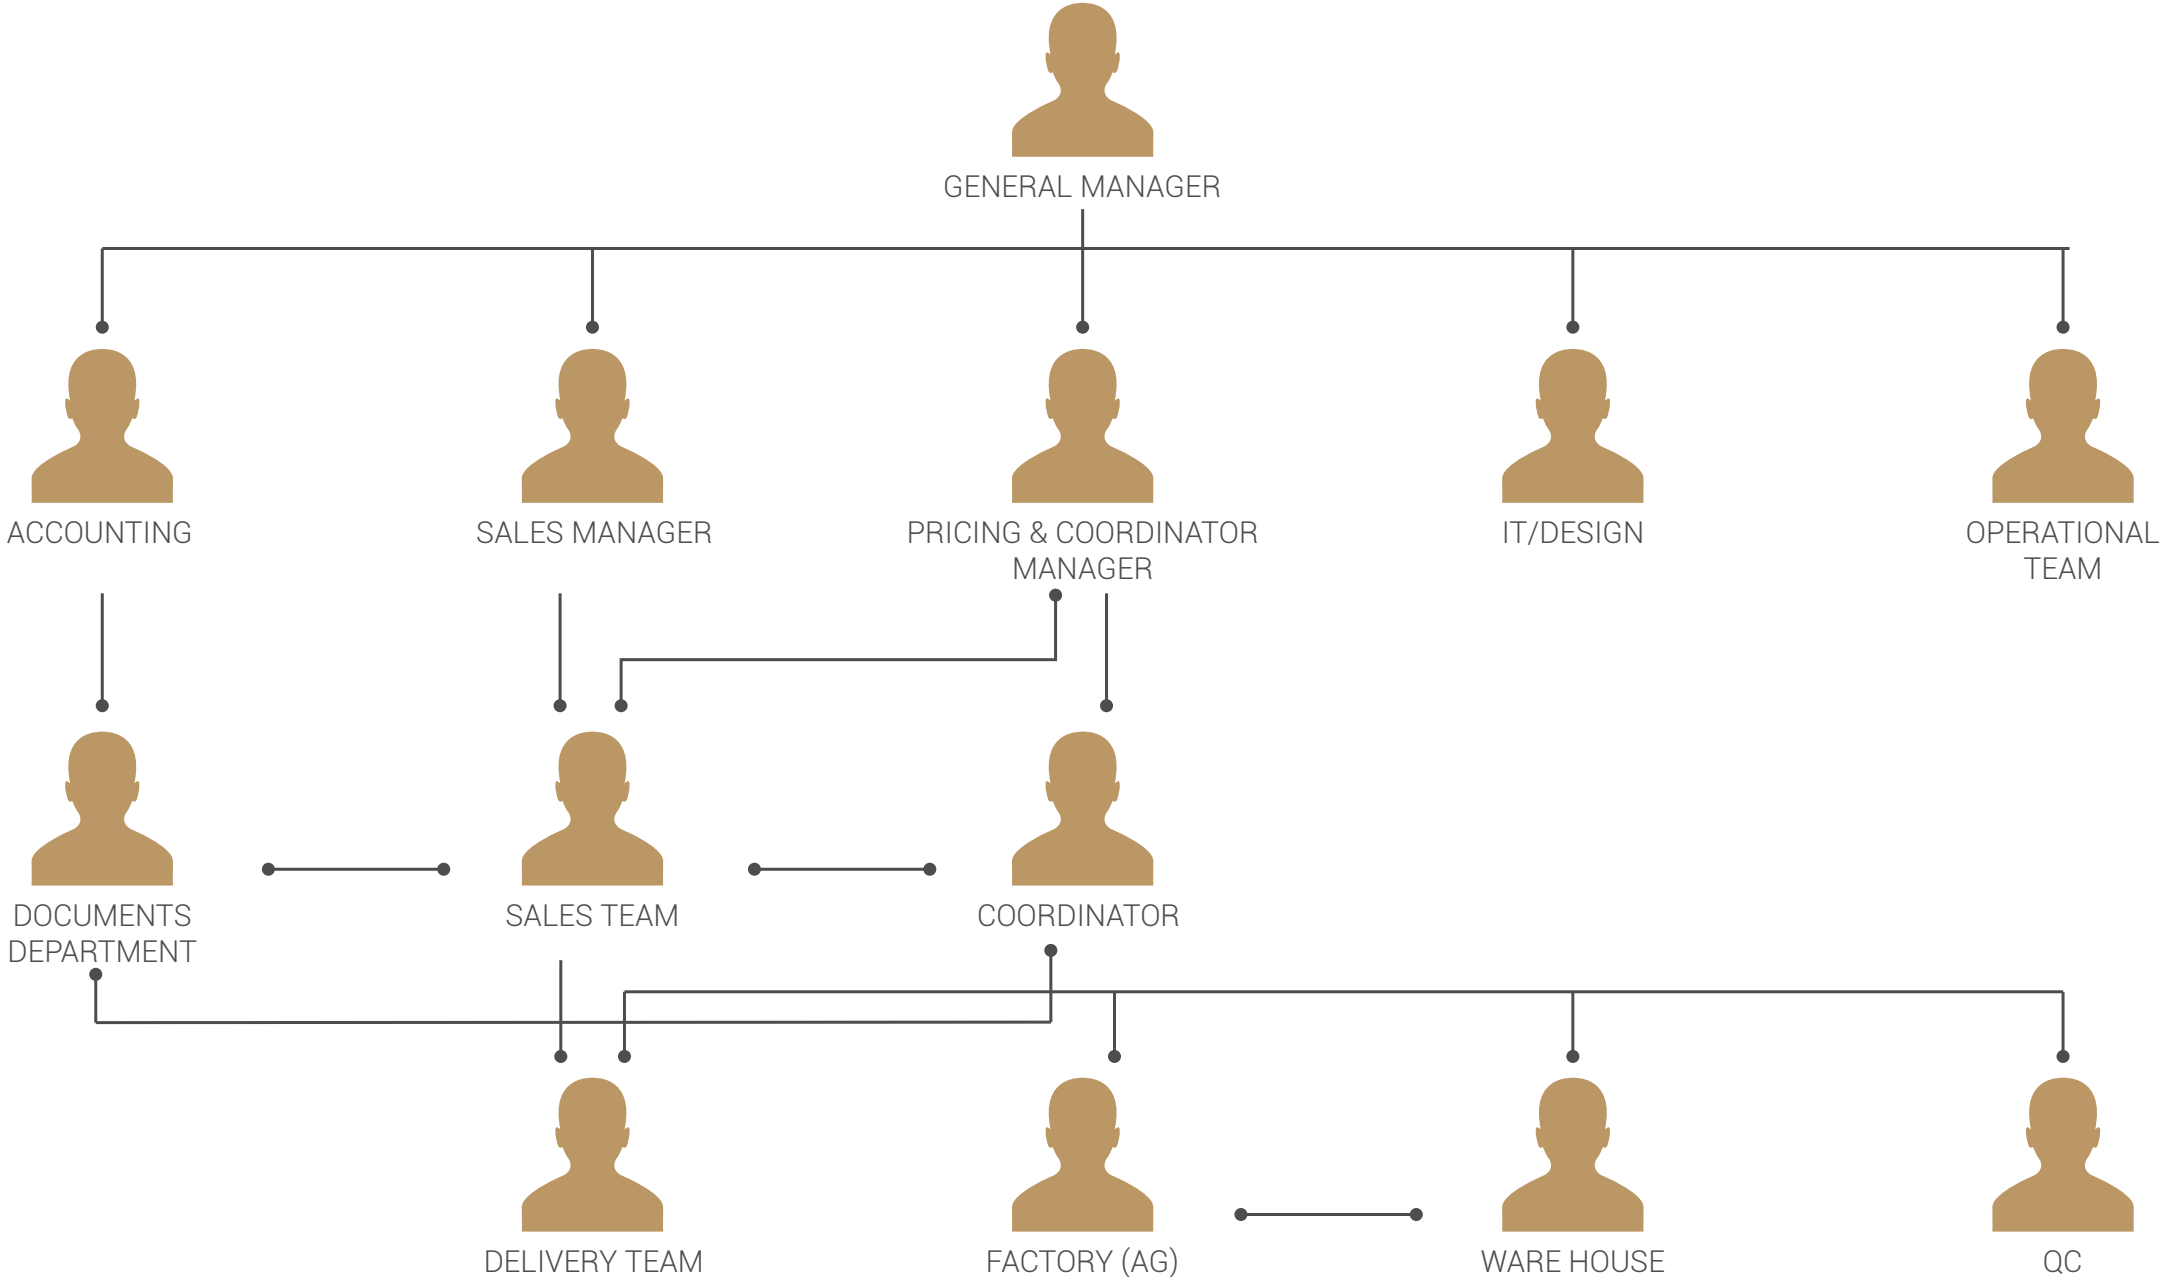 GENERAL MANAGER
ACCOUNTING
SALES MANAGER
PRICING & COORDINATOR
MANAGER
IT/DESIGN
OPERATIONAL
TEAM
DOCUMENTS
DEPARTMENT
SALES TEAM
COORDINATOR
DELIVERY TEAM
FACTORY (AG)
WARE HOUSE
QC